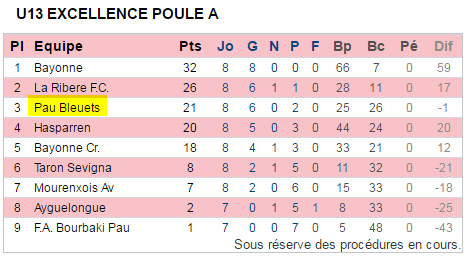 U13 EXCELLENCE POULE A
Pl Equipe Pts Jo G N P F Bp Bc Pé Dif
1 Bayonne 32 8 8 0 0 0 66 7 0 59
2 La Ribere F.C. 26 8 6 1 1 0 28 11 0 17
3 Pau Bleuets 21 8 6 0 2 0 25 26 0 -1
4 Hasparren 20 8 5 0 3 0 44 24 0 20
5 Bayonne Cr. 18 8 4 1 3 0 33 21 0 12
6 Taron Sevigna 8 8 2 1 5 0 11 32 0 -21
7 Mourenxois Av 7 8 2 0 6 0 15 33 0 -18
8 Ayguelongue 2 7 0 1 5 1 8 33 0 -25
9 F.A. Bourbaki Pau 1 7 0 0 7 0 5 48 0 -43
Sous réserve des procédures en cours.